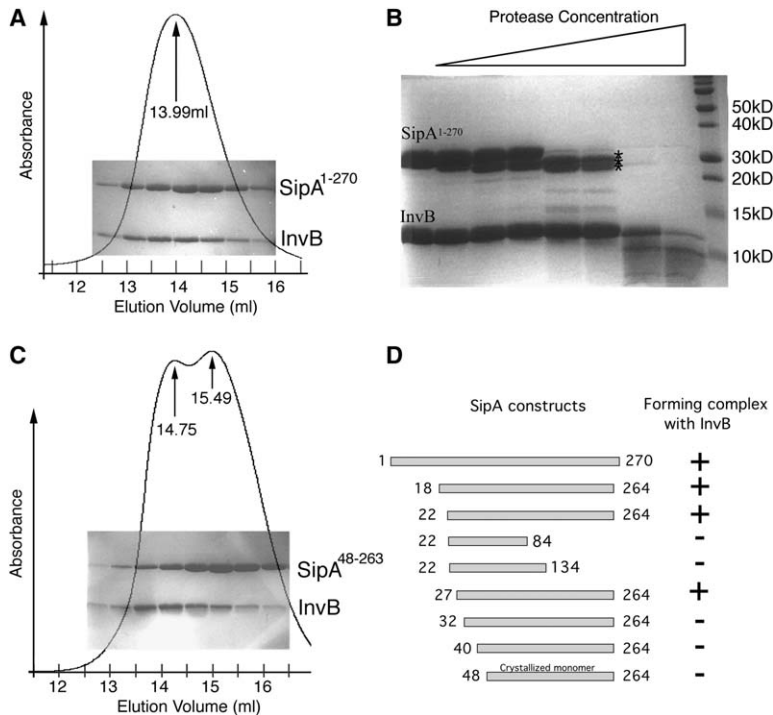 A
Absorbance
13.99ml
SipA1-270
InvB
12 13 14 15 16
Elution Volume (ml)
B
Protease Concentration
SipA1-270
InvB
*
*
*
*
50kD
40kD
30kD
20kD
15kD
10kD
C
Absorbance
14.75
15.49
SipA48-263
InvB
12 13 14 15 16
Elution Volume (ml)
D
SipA constructs
Forming complex
with InvB
1 270 +
18 264 +
22 264 +
22 84 -
22 134 -
27 264 +
32 264 -
40 264 -
48 Crystallized monomer 264 -